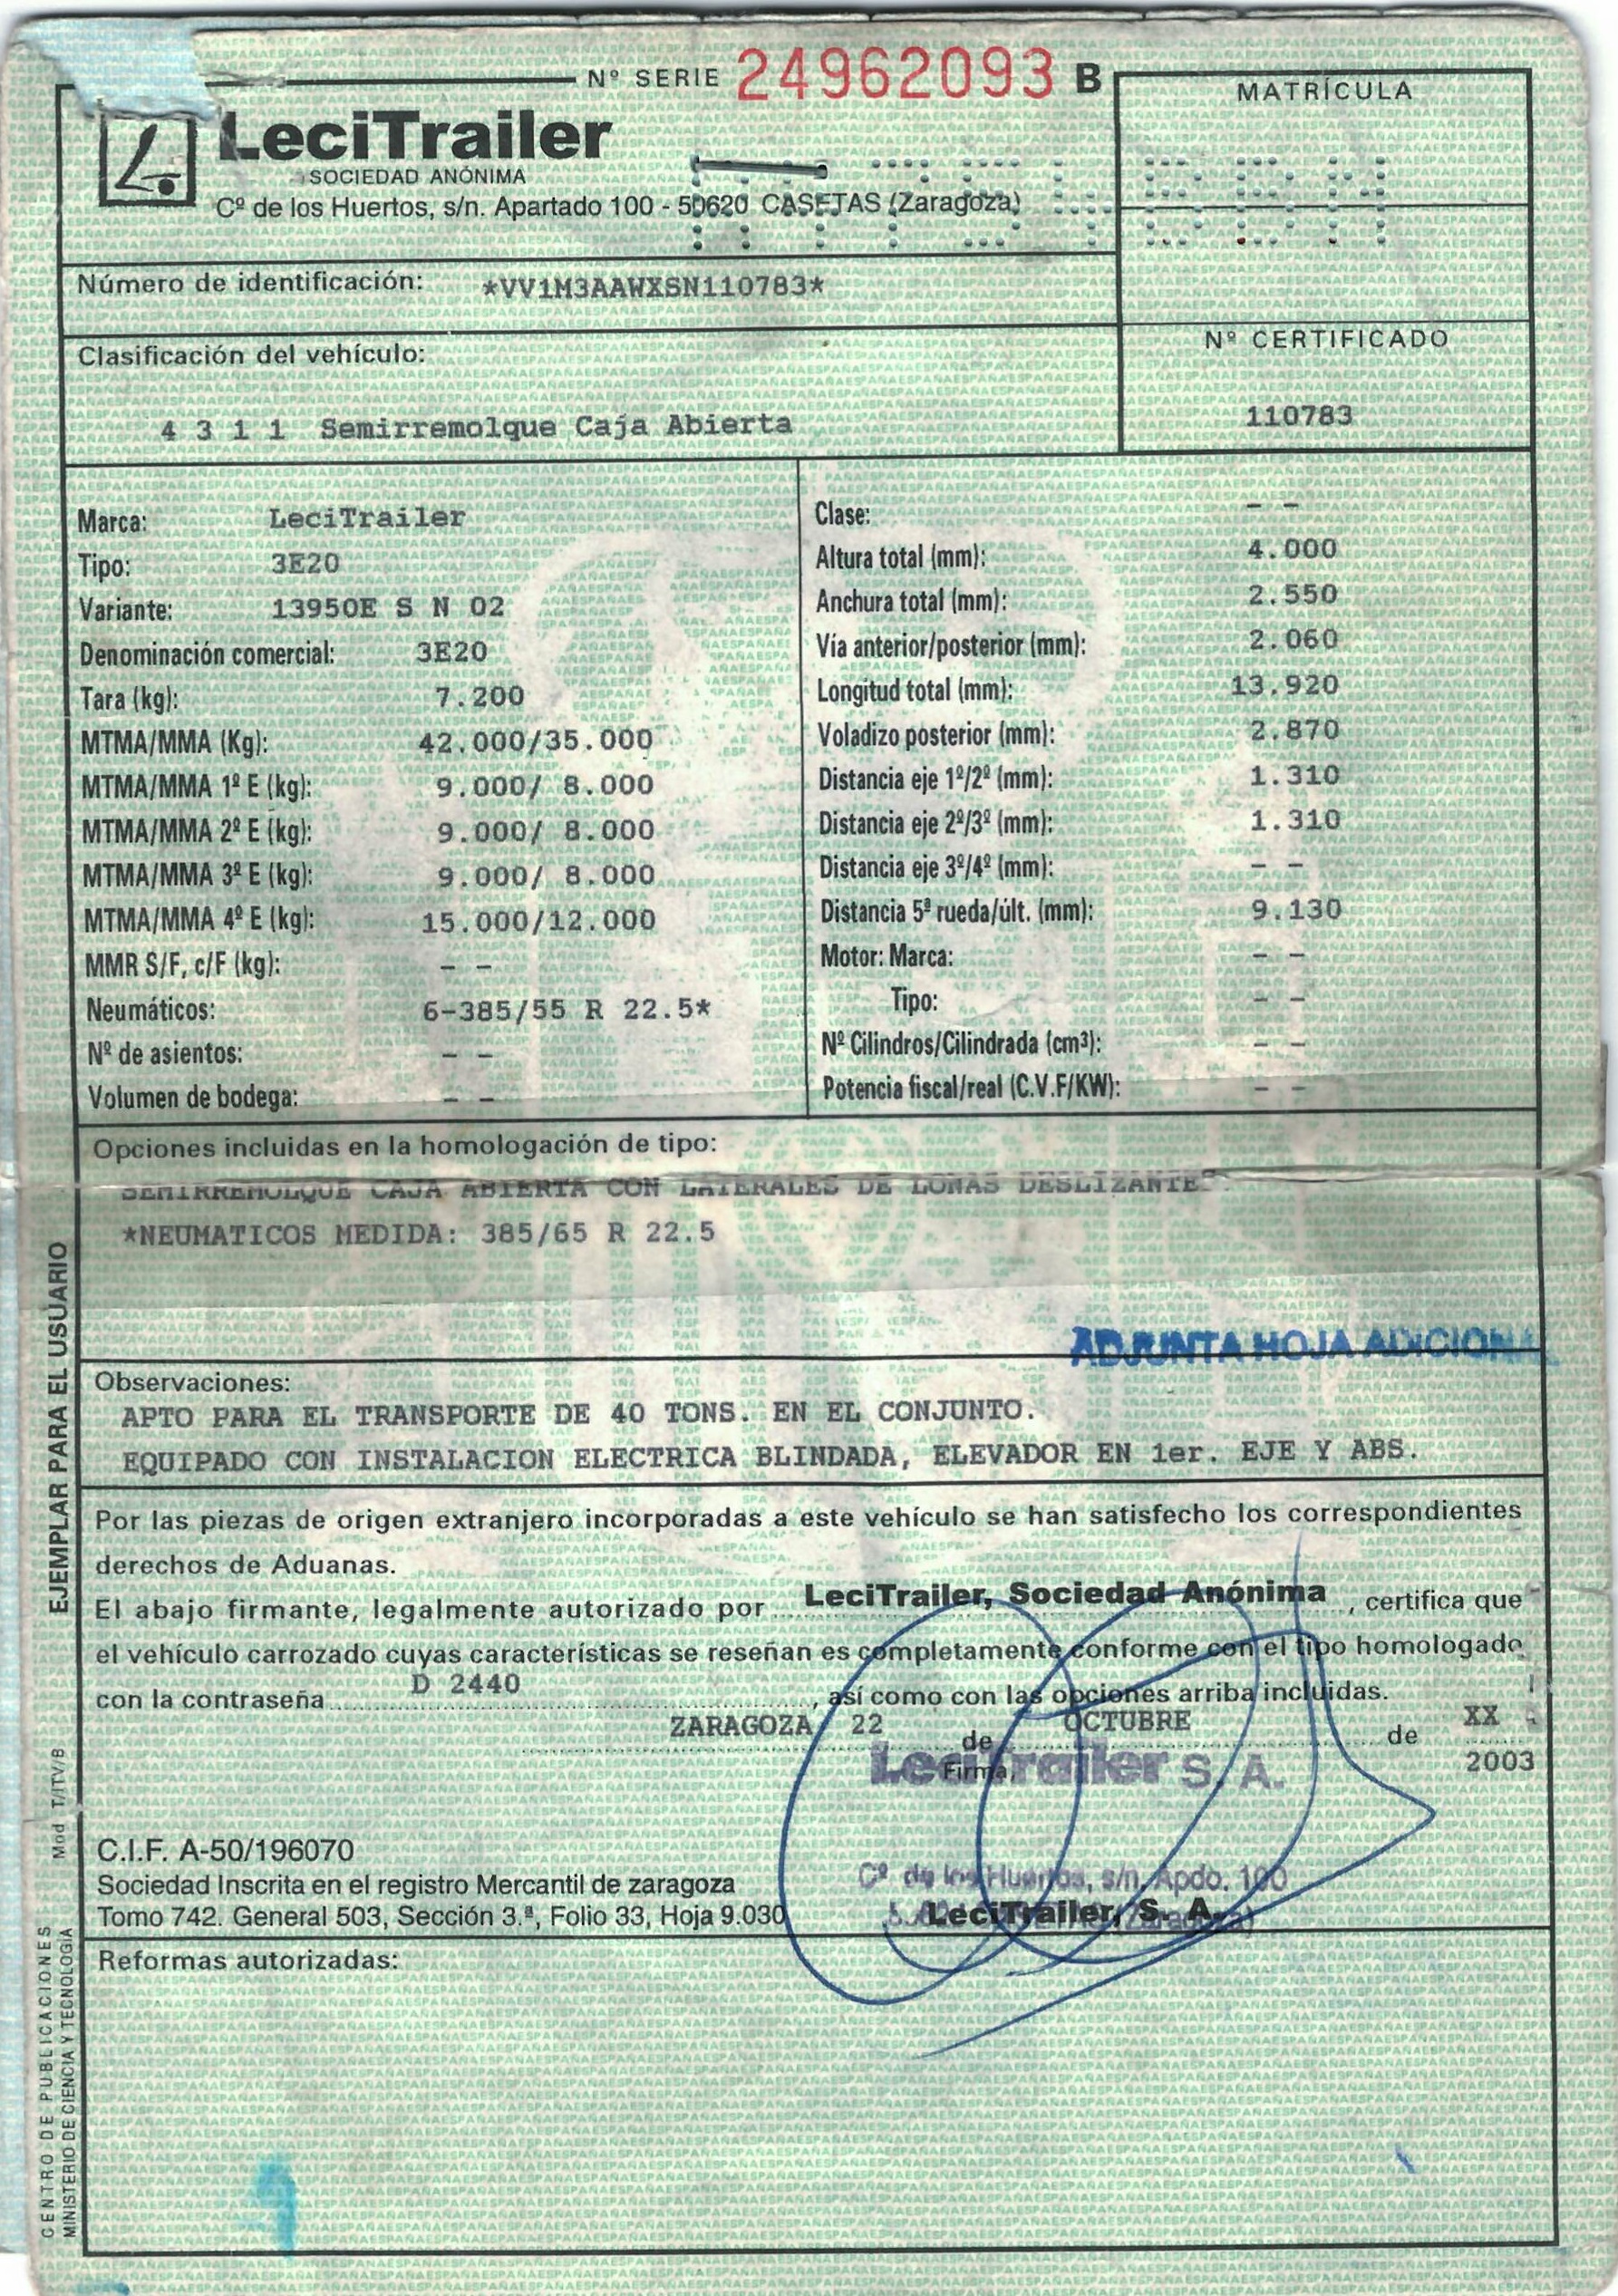 Nº SERIE 24962093 B
LeciTrailer
SOCIEDAD ANÓNIMA
Cº de los Huertos, s/n. Apartado 100 - 50620 CASETAS (Zaragoza)
MATRÍCULA
Número de identificación: *VV1M3AAWXSN110783*
Clasificación del vehículo:
4 3 1 1 Semirremolque Caja Abierta
Nº CERTIFICADO
110783
Marca: LeciTrailer
Tipo: 3E20
Variante: 13950E S N 02
Denominación comercial: 3E20
Tara (kg): 7.200
MTMA/MMA (Kg): 42.000/35.000
MTMA/MMA 1º E (kg): 9.000/ 8.000
MTMA/MMA 2º E (kg): 9.000/ 8.000
MTMA/MMA 3º E (kg): 9.000/ 8.000
MTMA/MMA 4º E (kg): 15.000/12.000
MMR S/F, c/F (kg): - -
Neumáticos: 6-385/55 R 22.5*
Nº de asientos: - -
Volumen de bodega: - -
Clase: - -
Altura total (mm): 4.000
Anchura total (mm): 2.550
Vía anterior/posterior (mm): 2.060
Longitud total (mm): 13.920
Voladizo posterior (mm): 2.870
Distancia eje 1º/2º (mm): 1.310
Distancia eje 2º/3º (mm): 1.310
Distancia eje 3º/4º (mm): - -
Distancia 5ª rueda/últ. (mm): 9.130
Motor: Marca: - -
Tipo: - -
Nº Cilindros/Cilindrada (cm³): - -
Potencia fiscal/real (C.V.F/KW): - -
Opciones incluidas en la homologación de tipo:
SEMIRREMOLQUE CAJA ABIERTA CON LATERALES DE LONAS DESLIZANTES.
*NEUMATICOS MEDIDA: 385/65 R 22.5
ADJUNTA HOJA ADICIONA
Observaciones:
APTO PARA EL TRANSPORTE DE 40 TONS. EN EL CONJUNTO.
EQUIPADO CON INSTALACION ELECTRICA BLINDADA, ELEVADOR EN 1er. EJE Y ABS.
Por las piezas de origen extranjero incorporadas a este vehículo se han satisfecho los correspondientes
derechos de Aduanas.
El abajo firmante, legalmente autorizado por LeciTrailer, Sociedad Anónima, certifica que
el vehículo carrozado cuyas características se reseñan es completamente conforme con el tipo homologado
con la contraseña D 2440, así como con las opciones arriba incluidas.
ZARAGOZA, 22 de OCTUBRE de XX
2003
Firma,
LeciTrailer S. A.
Cº de los Huertos, s/n. Apdo. 100
LeciTrailer, S. A.
C.I.F. A-50/196070
Sociedad Inscrita en el registro Mercantil de zaragoza
Tomo 742. General 503, Sección 3.ª, Folio 33, Hoja 9.030
Reformas autorizadas:
EJEMPLAR PARA EL USUARIO
Mod T/ITV/B
CENTRO DE PUBLICACIONES
MINISTERIO DE CIENCIA Y TECNOLOGIA